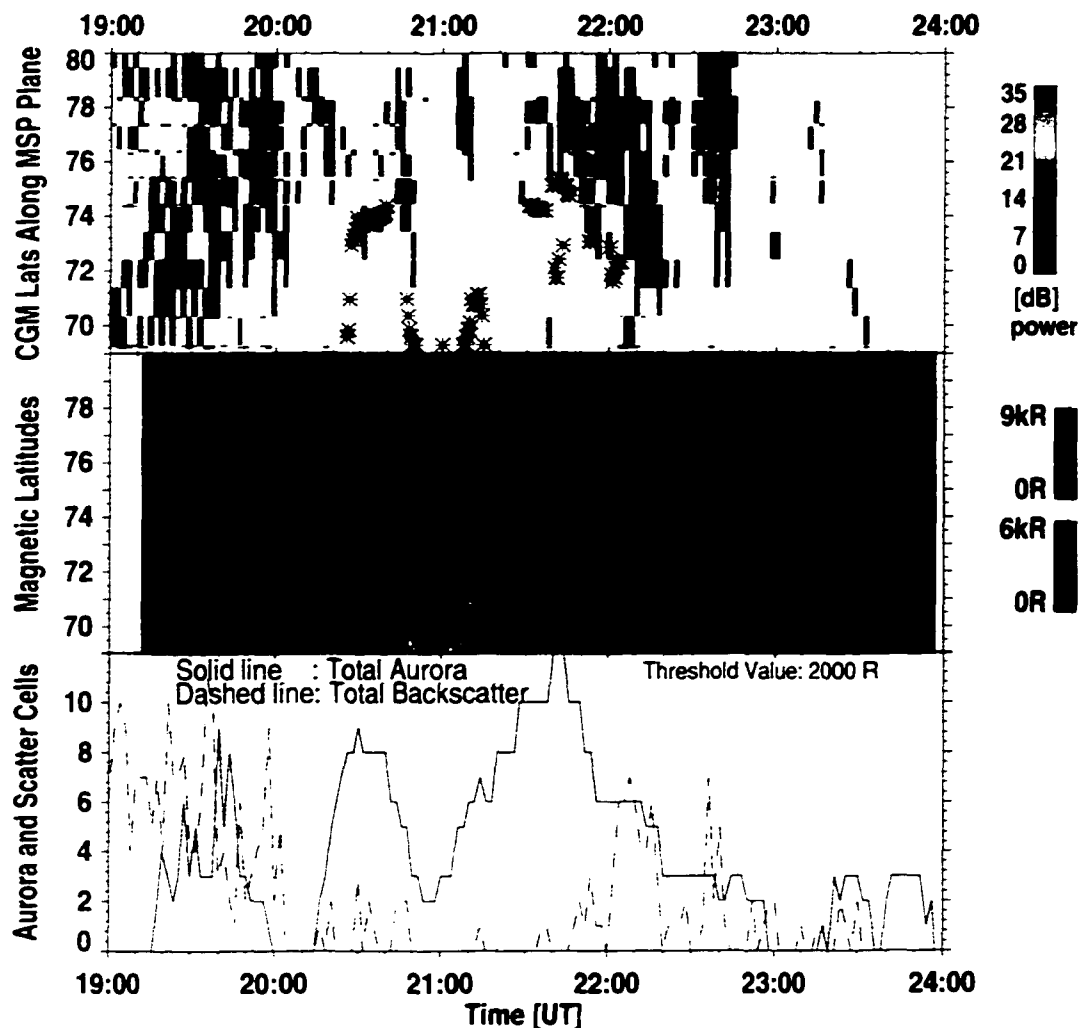 19:00 20:00 21:00 22:00 23:00 24:00
CGM Lats Along MSP Plane
80
78
76
74
72
70
35
28
21
14
7
0
[dB]
power
Magnetic Latitudes
78
76
74
72
70
9kR
0R
6kR
0R
Aurora and Scatter Cells
Solid line : Total Aurora
Dashed line: Total Backscatter
Threshold Value: 2000 R
10
8
6
4
2
0
19:00 20:00 21:00 22:00 23:00 24:00
Time [UT]